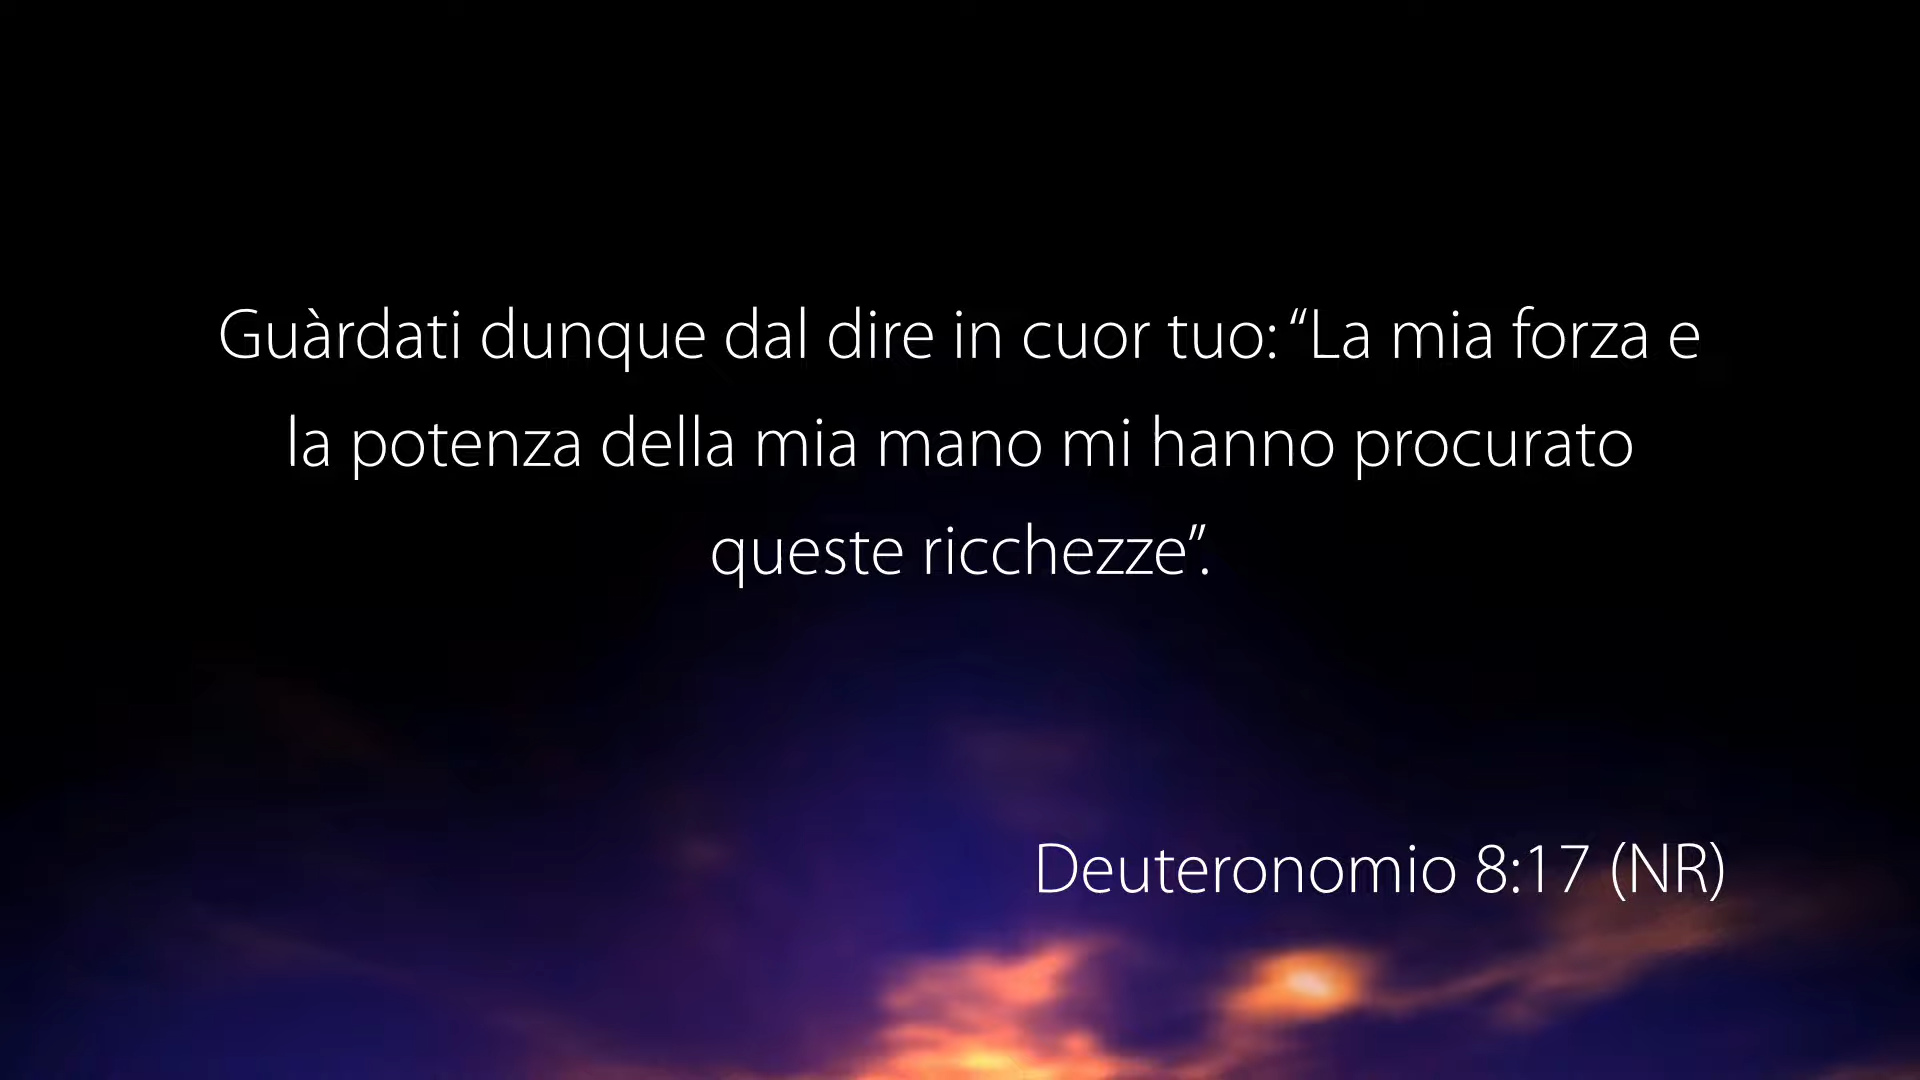 Guàrdati dunque dal dire in cuor tuo: “La mia forza e
la potenza della mia mano mi hanno procurato
queste ricchezze”.
Deuteronomio 8:17 (NR)